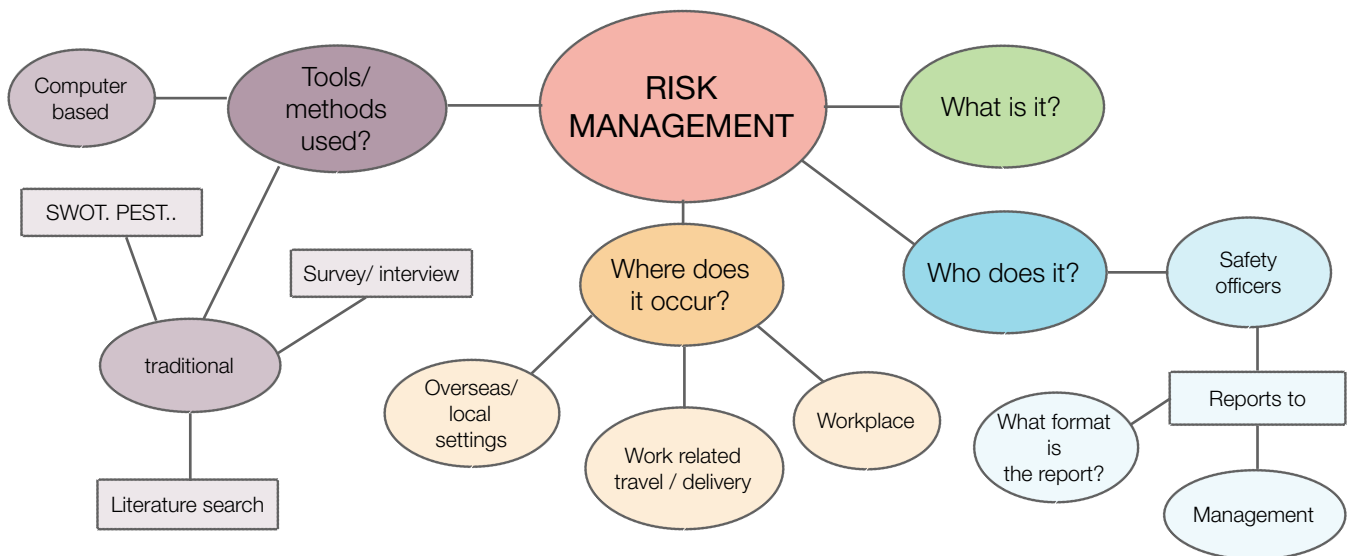 RISK
MANAGEMENT
Tools/
methods
used?
Computer
based
SWOT. PEST..
Survey/ interview
traditional
Literature search
Where does
it occur?
Overseas/
local
settings
Work related
travel / delivery
Workplace
What is it?
Who does it?
Safety
officers
Reports to
What format
is
the report?
Management